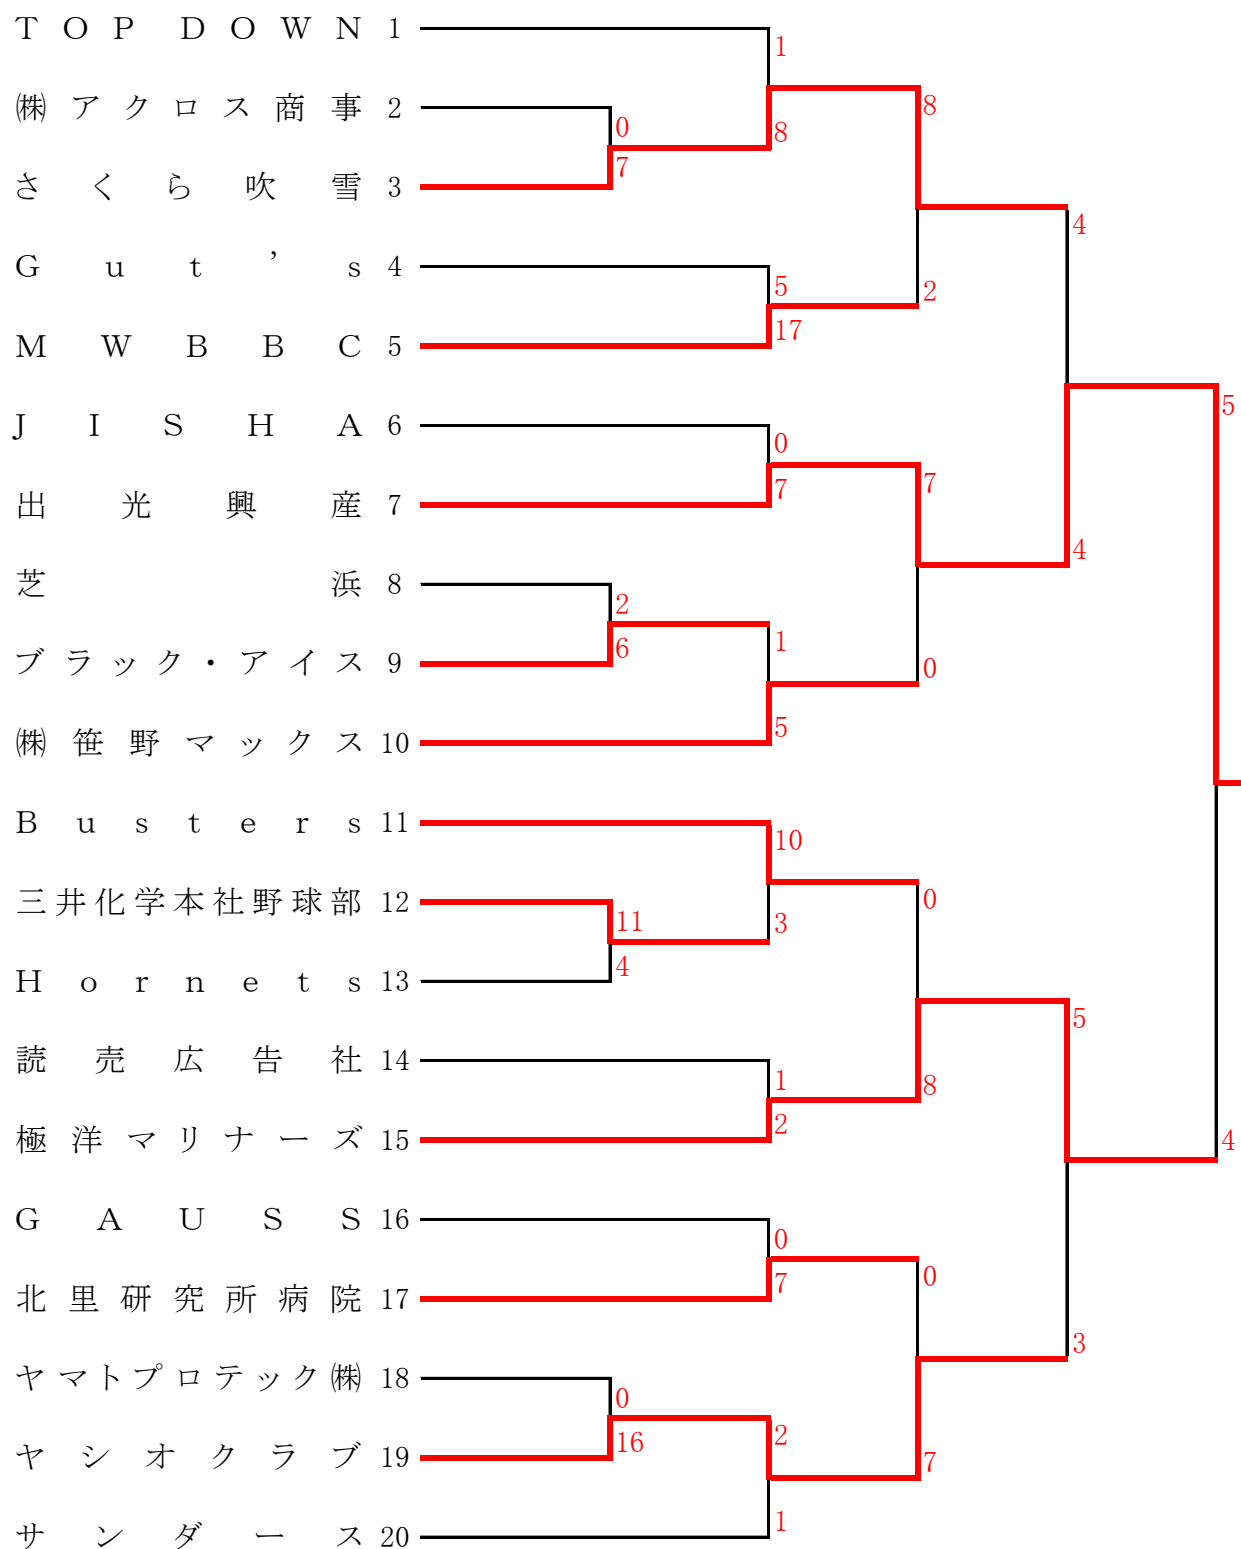 TOP DOWN 1
1
㈱アクロス商事 2
8
0
8
7
さくら吹雪 3
4
Gut’s 4
5
2
17
MWBBC 5
5
JISHA 6
0
7
7
出光興産 7
4
芝浜 8
2
1
6
ブラック・アイス 9
0
5
㈱笹野マックス 10
Busters 11
10
0
三井化学本社野球部 12
11
3
4
Hornets 13
5
読売広告社 14
1
8
2
極洋マリナーズ 15
4
GAUSS 16
0
0
7
北里研究所病院 17
3
ヤマトプロテック㈱ 18
0
2
16
ヤシオクラブ 19
7
1
サンダース 20